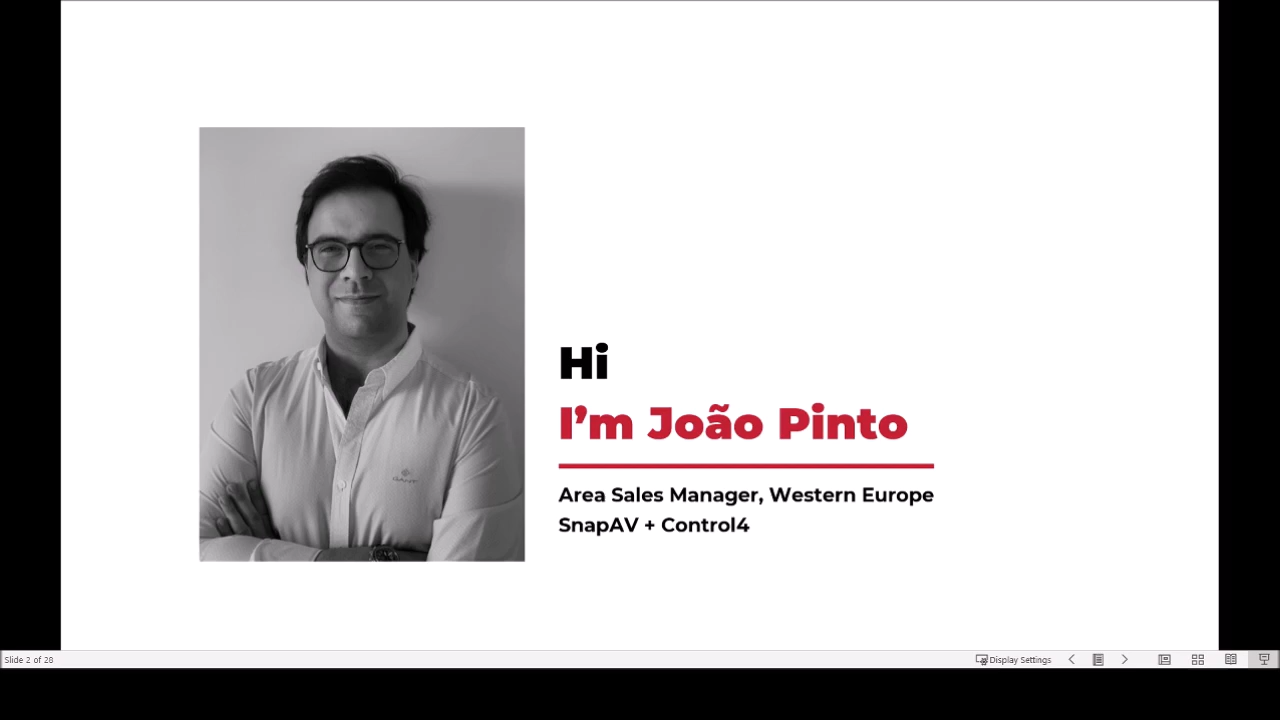 Hi
I'm João Pinto
Area Sales Manager, Western Europe
SnapAV + Control4
Slide 2 of 28
Display Settings